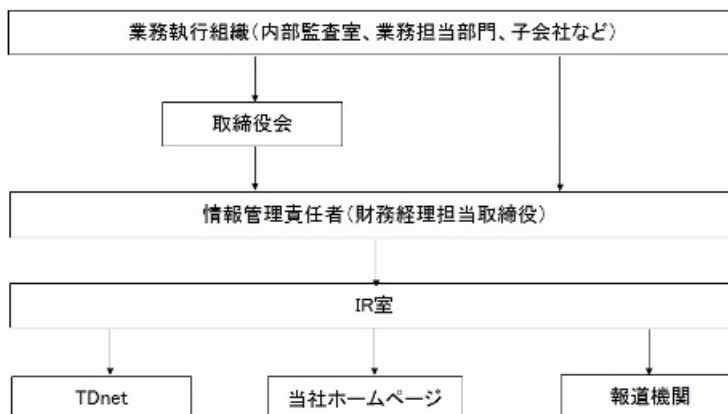 業務執行組織（内部監査室、業務担当部門、子会社など）
取締役会
情報管理責任者（財務経理担当取締役）
IR室
TDnet
当社ホームページ
報道機関